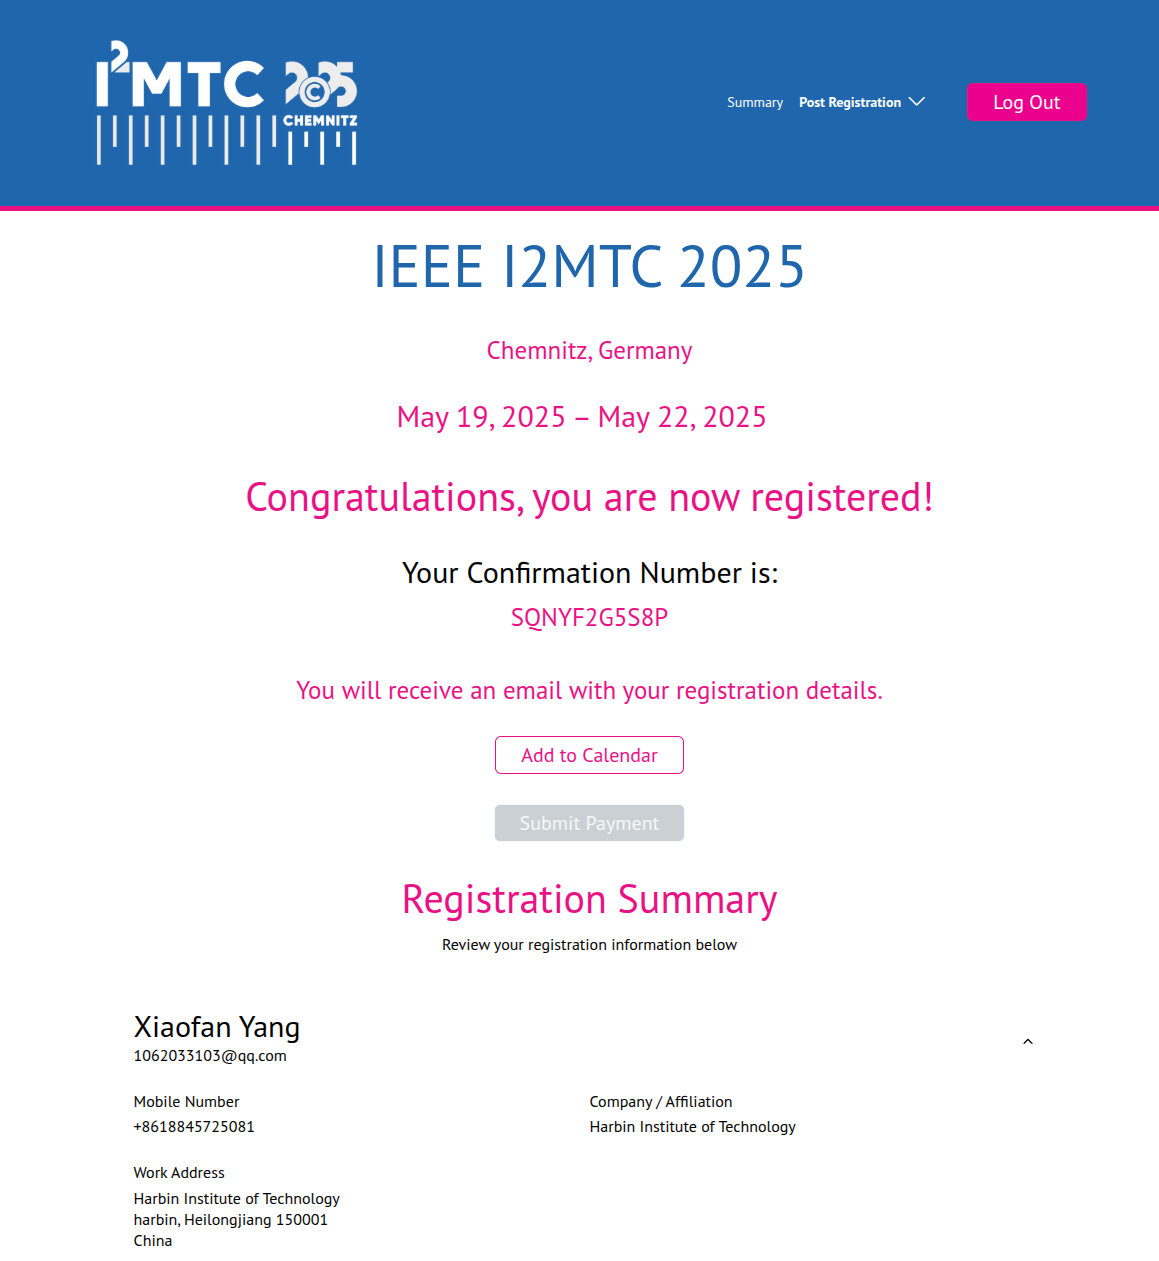 I²MTC 2025
CHEMNITZ
Summary Post Registration Log Out
IEEE I2MTC 2025
Chemnitz, Germany
May 19, 2025 – May 22, 2025
Congratulations, you are now registered!
Your Confirmation Number is:
SQNYF2G5S8P
You will receive an email with your registration details.
Add to Calendar
Submit Payment
Registration Summary
Review your registration information below
Xiaofan Yang
1062033103@qq.com
Mobile Number
+8618845725081
Company / Affiliation
Harbin Institute of Technology
Work Address
Harbin Institute of Technology
harbin, Heilongjiang 150001
China